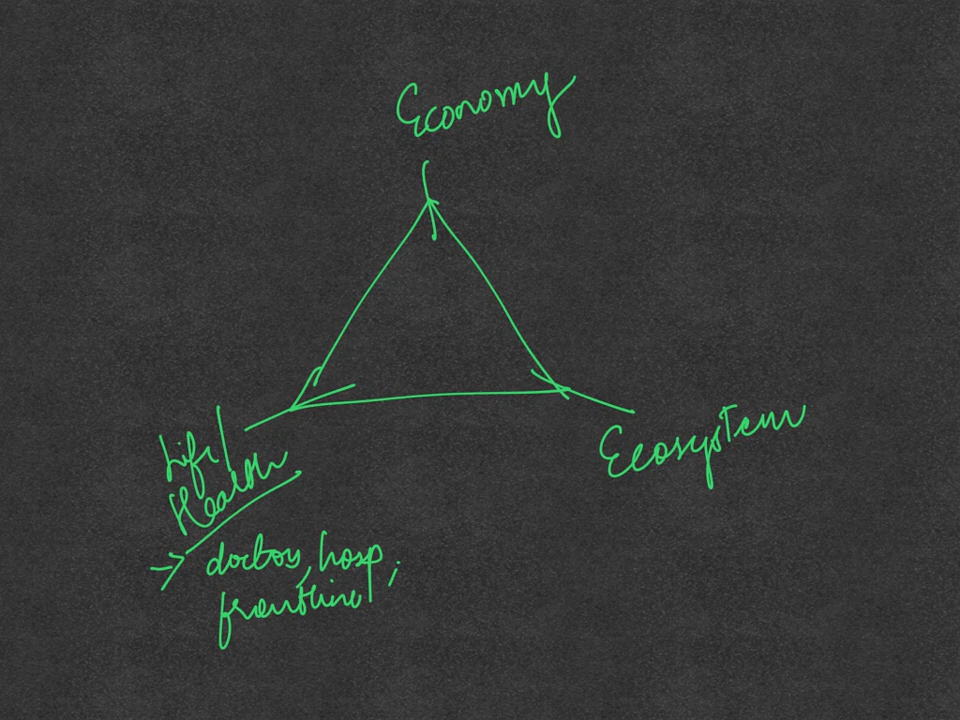 Economy
Ecosystem
Life/
Health
→ doctors, hosp,
frontline;